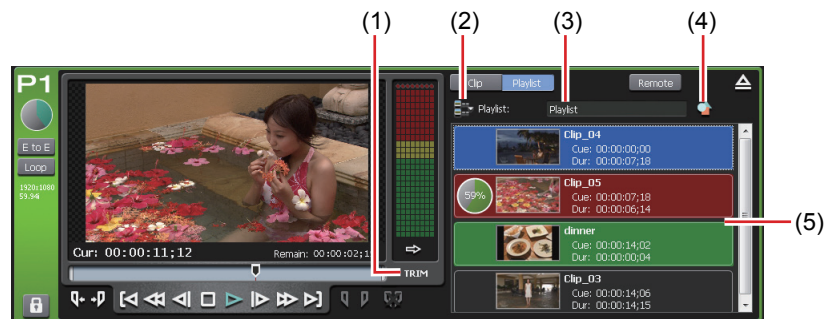 (1)
(2)
(3)
(4)
P1
E to E
Loop
1920x1080
59.94i
Cur: 00:00:11;12
Remain: 00:00:02;1
TRIM
Clip
Playlist
Remote
Playlist:
Playlist
Clip_04
Cue: 00:00:00;00
Dur: 00:00:07;18
59%
Clip_05
Cue: 00:00:07;18
Dur: 00:00:06;14
dinner
Cue: 00:00:14;02
Dur: 00:00:00;04
Clip_03
Cue: 00:00:14;06
Dur: 00:00:14;15
(5)